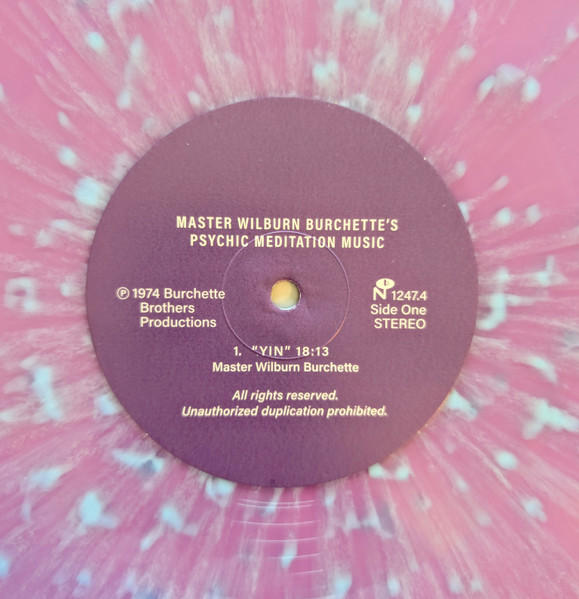 MASTER WILBURN BURCHETTE'S
PSYCHIC MEDITATION MUSIC
℗ 1974 Burchette
Brothers
Productions
N 1247.4
Side One
STEREO
1. "YIN" 18:13
Master Wilburn Burchette
All rights reserved.
Unauthorized duplication prohibited.